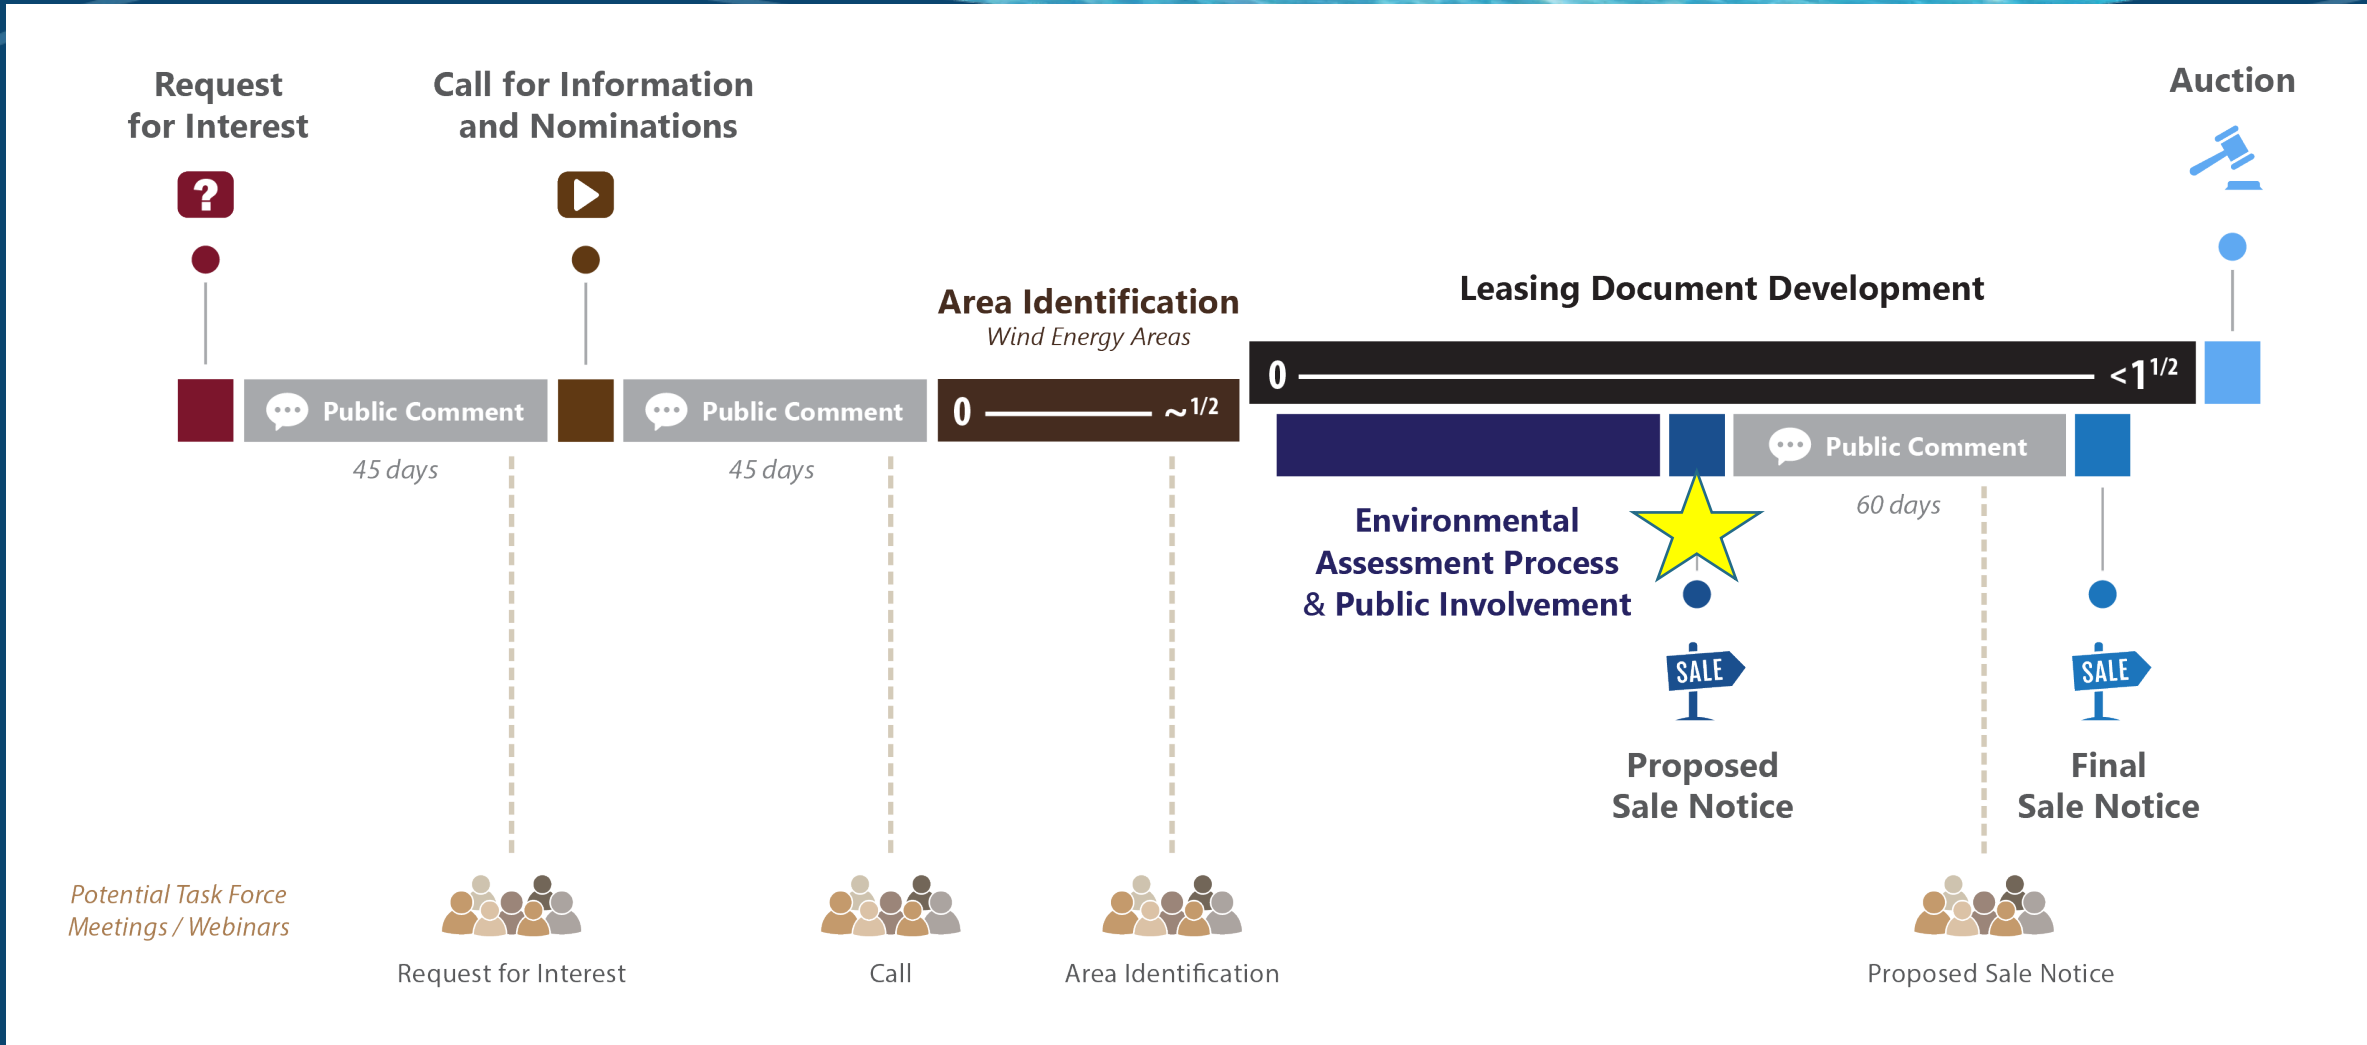 Request
for Interest
Call for Information
and Nominations
Auction
?
Area Identification
Wind Energy Areas
Leasing Document Development
0 <1 1/2
Public Comment
Public Comment
0 ~1/2
45 days
45 days
Public Comment
60 days
Environmental
Assessment Process
& Public Involvement
SALE
SALE
Proposed
Sale Notice
Final
Sale Notice
Potential Task Force
Meetings / Webinars
Request for Interest
Call
Area Identification
Proposed Sale Notice